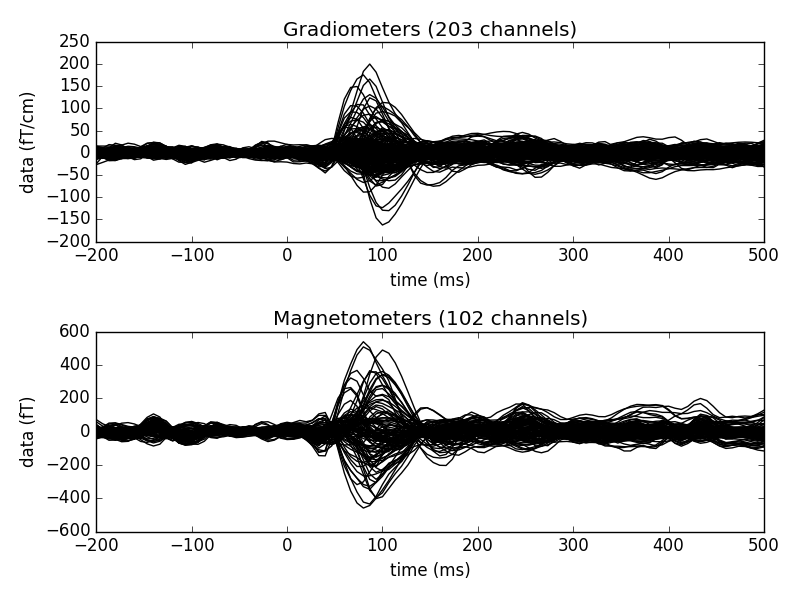 Gradiometers (203 channels)
250
200
150
100
50
0
−50
−100
−150
−200
data (fT/cm)
−200 −100 0 100 200 300 400 500
time (ms)
Magnetometers (102 channels)
600
400
200
0
−200
−400
−600
data (fT)
−200 −100 0 100 200 300 400 500
time (ms)